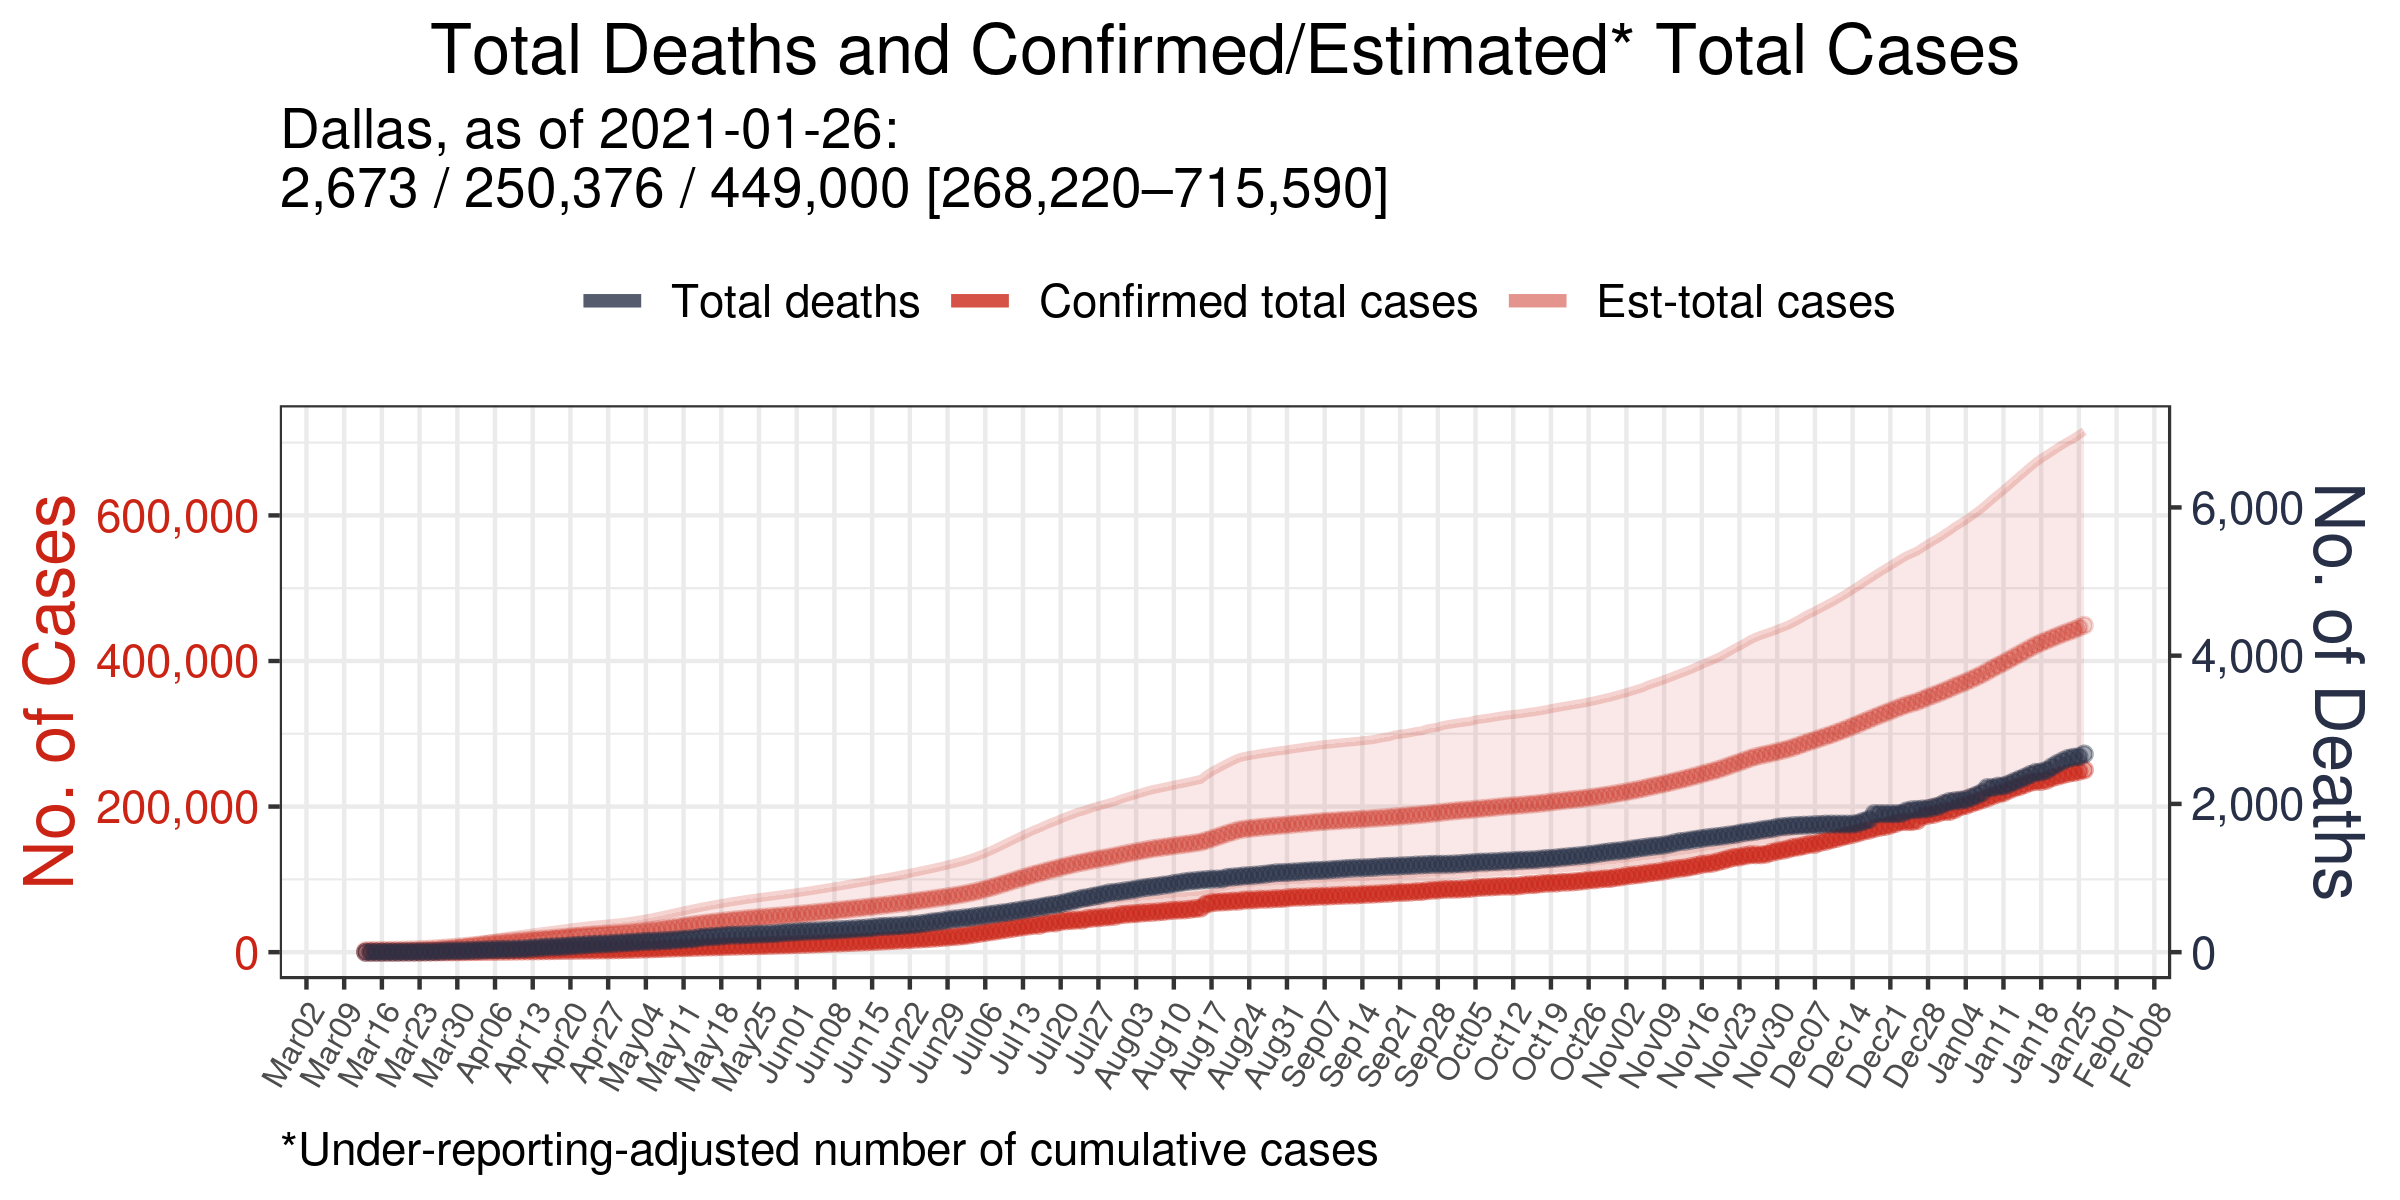 Total Deaths and Confirmed/Estimated* Total Cases
Dallas, as of 2021-01-26:
2,673 / 250,376 / 449,000 [268,220–715,590]
Total deaths
Confirmed total cases
Est-total cases
No. of Cases
600,000
400,000
200,000
0
6,000
4,000
2,000
0
No. of Deaths
Mar02
Mar09
Mar16
Mar23
Mar30
Apr06
Apr13
Apr20
Apr27
May04
May11
May18
May25
Jun01
Jun08
Jun15
Jun22
Jun29
Jul06
Jul13
Jul20
Jul27
Aug03
Aug10
Aug17
Aug24
Aug31
Sep07
Sep14
Sep21
Sep28
Oct05
Oct12
Oct19
Oct26
Nov02
Nov09
Nov16
Nov23
Nov30
Dec07
Dec14
Dec21
Dec28
Jan04
Jan11
Jan18
Jan25
Feb01
Feb08
*Under-reporting-adjusted number of cumulative cases